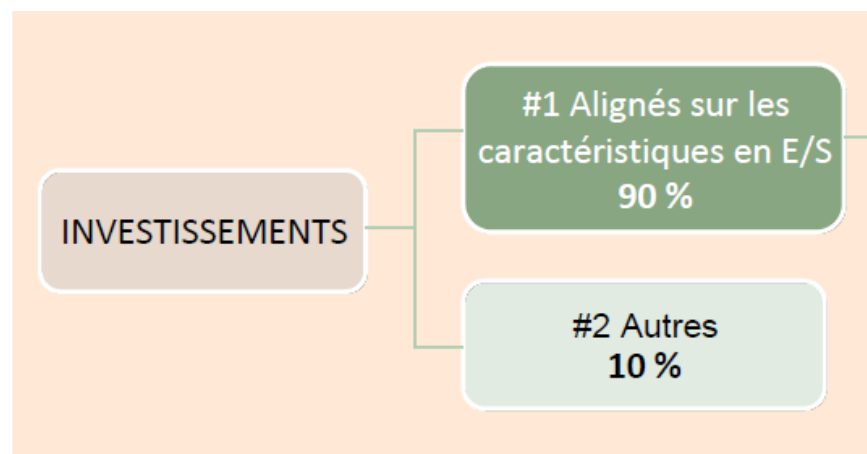 #1 Alignés sur les
caractéristiques en E/S
90 %
INVESTISSEMENTS
#2 Autres
10 %